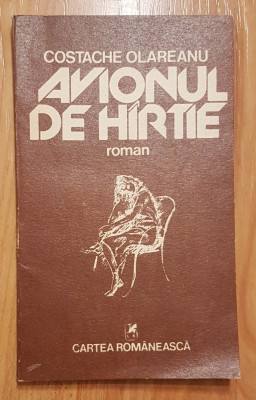 COSTACHE OLAREANU
AVIONUL
DE HÎRTIE
roman
CARTEA ROMÂNEASCĂ